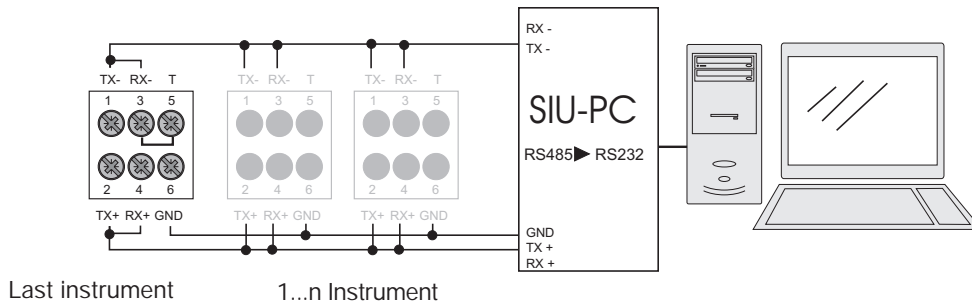 RX -
TX -
TX- RX- T
1 3 5
2 4 6
TX+ RX+ GND
TX- RX- T
1 3 5
2 4 6
TX+ RX+ GND
TX- RX- T
1 3 5
2 4 6
TX+ RX+ GND
SIU-PC
RS485▶ RS232
GND
TX +
RX +
Last instrument
1...n Instrument